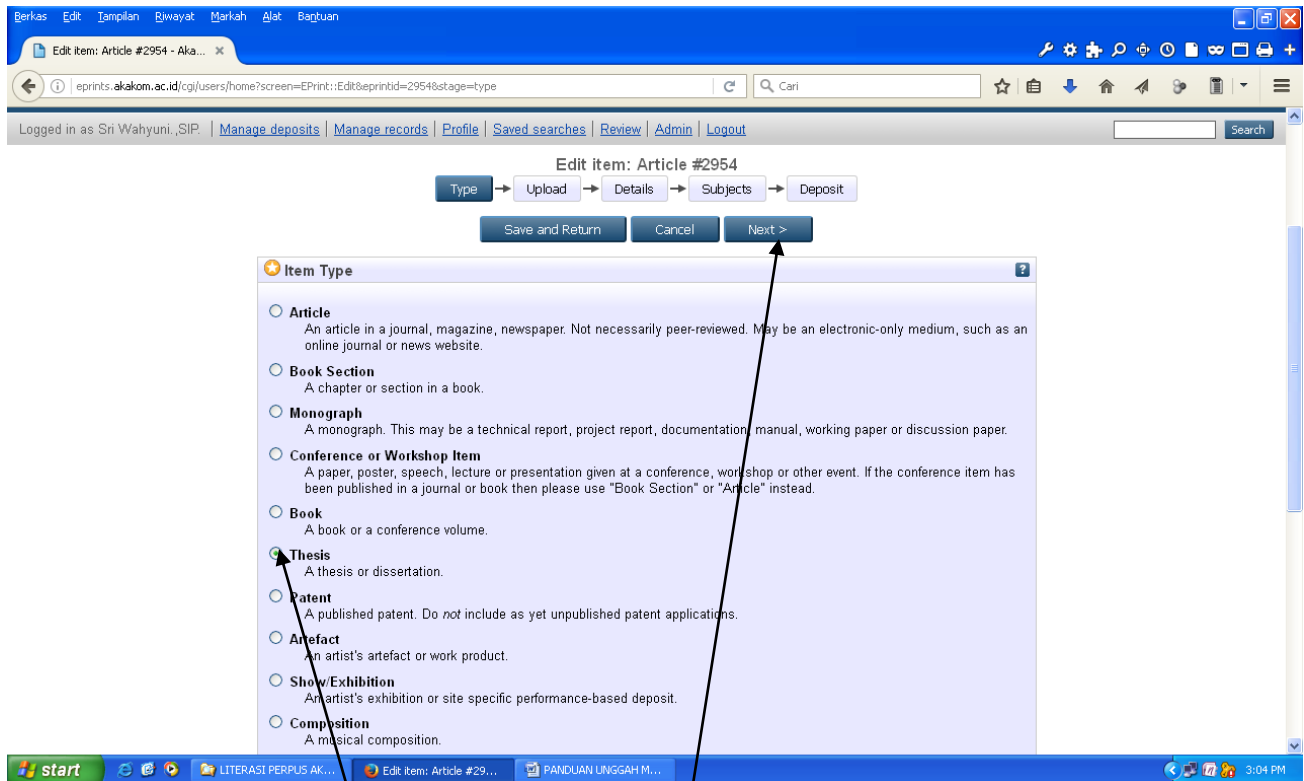 Berkas Edit Tampilan Riwayat Markah Alat Bantuan
Edit item: Article #2954 - Aka...
eprints.akakom.ac.id/cgi/users/home?screen=EPrint::Edit&eprintid=2954&stage=type
Cari
Logged in as Sri Wahyuni.,SIP. | Manage deposits | Manage records | Profile | Saved searches | Review | Admin | Logout
Search
Edit item: Article #2954
Type → Upload → Details → Subjects → Deposit
Save and Return Cancel Next >
Item Type
?
Article
An article in a journal, magazine, newspaper. Not necessarily peer-reviewed. May be an electronic-only medium, such as an
online journal or news website.
Book Section
A chapter or section in a book.
Monograph
A monograph. This may be a technical report, project report, documentation, manual, working paper or discussion paper.
Conference or Workshop Item
A paper, poster, speech, lecture or presentation given at a conference, workshop or other event. If the conference item has
been published in a journal or book then please use "Book Section" or "Article" instead.
Book
A book or a conference volume.
Thesis
A thesis or dissertation.
Patent
A published patent. Do not include as yet unpublished patent applications.
Artefact
An artist's artefact or work product.
Show/Exhibition
An artist's exhibition or site specific performance-based deposit.
Composition
A musical composition.
start
LITERASI PERPUS AK...
Edit item: Article #29...
PANDUAN UNGGAH M...
3:04 PM